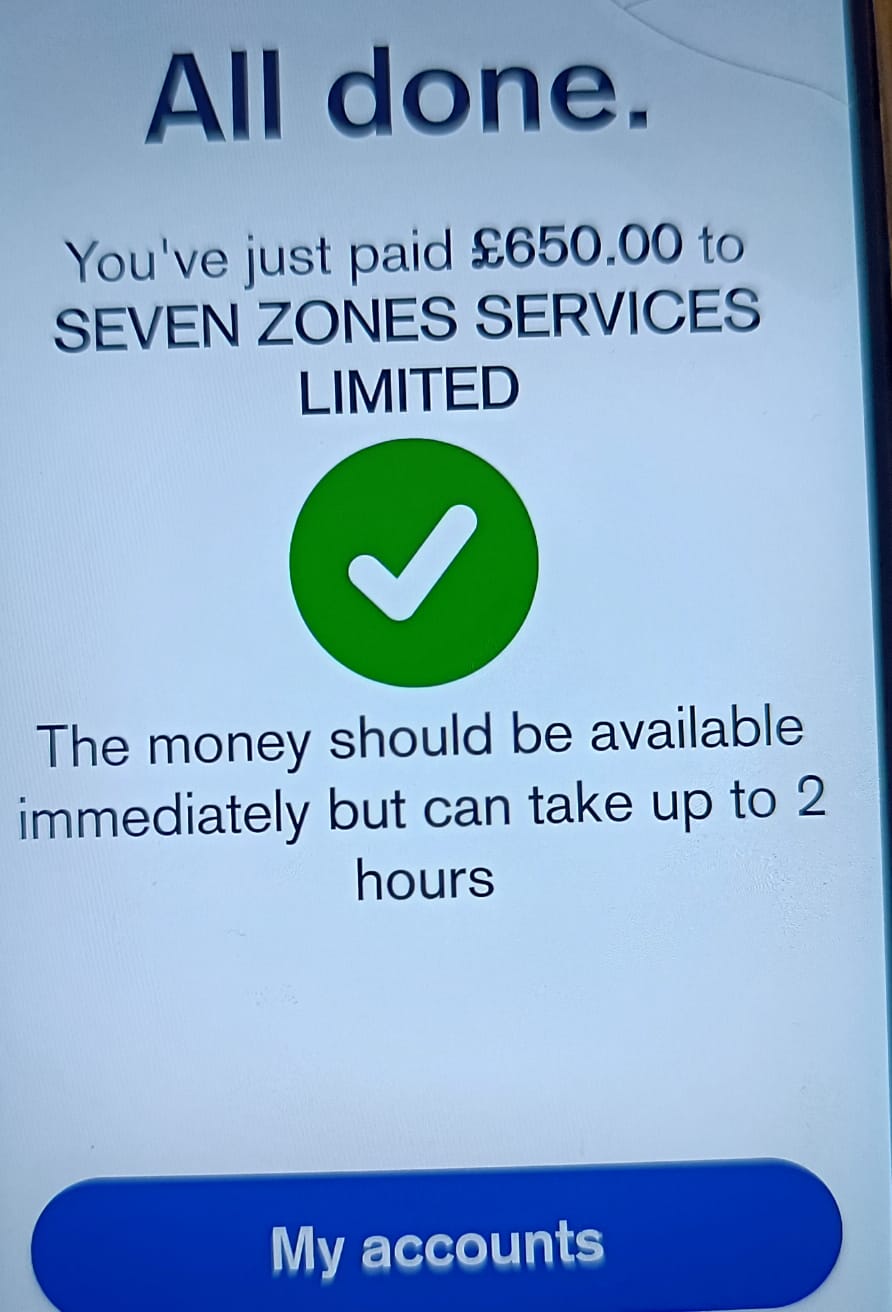 All done.
You've just paid £650.00 to
SEVEN ZONES SERVICES
LIMITED
The money should be available
immediately but can take up to 2
hours
My accounts